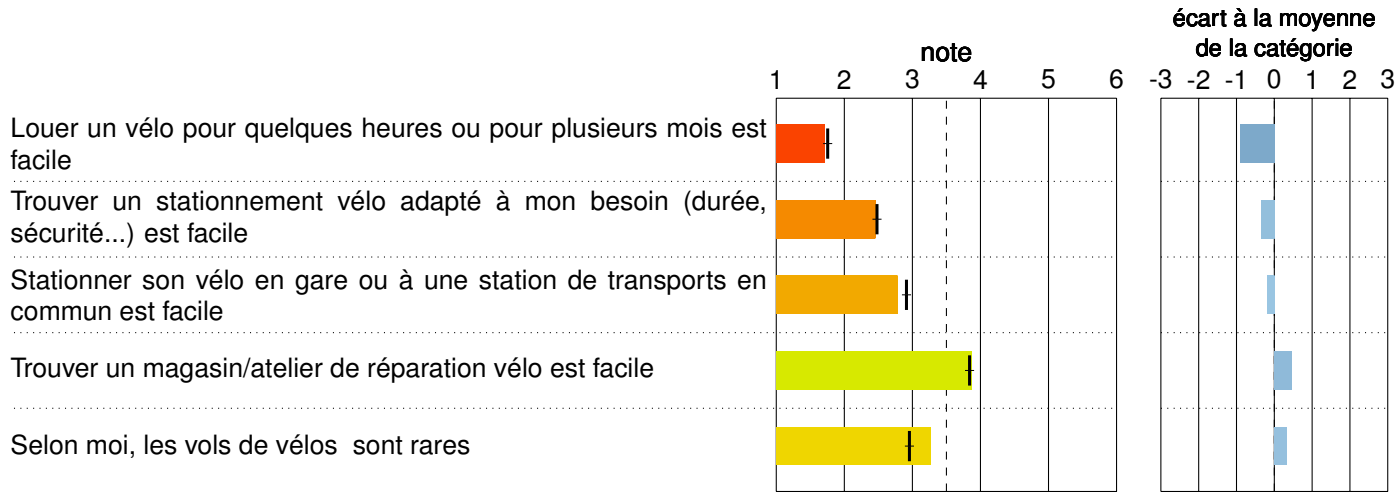 écart à la moyenne
note de la catégorie
1 2 3 4 5 6 -3 -2 -1 0 1 2 3
Louer un vélo pour quelques heures ou pour plusieurs mois est
facile
Trouver un stationnement vélo adapté à mon besoin (durée,
sécurité...) est facile
Stationner son vélo en gare ou à une station de transports en
commun est facile
Trouver un magasin/atelier de réparation vélo est facile
Selon moi, les vols de vélos sont rares